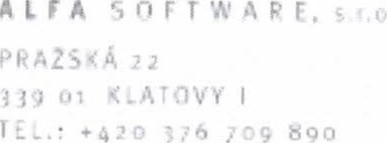 ALFA SOFTWARE, s.r.o
PRAŽSKÁ 22
339 01 KLATOVY I
TEL.: +420 376 709 890